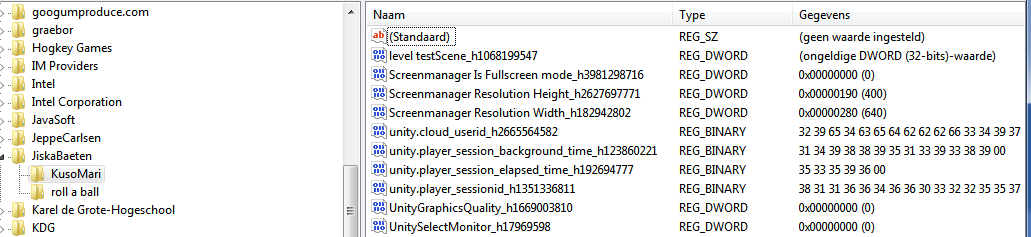 googumproduce.com
graebor
Hogkey Games
IM Providers
Intel
Intel Corporation
JavaSoft
JeppeCarlsen
JiskaBaeten
KusoMari
roll a ball
Karel de Grote-Hogeschool
KDG
Naam Type Gegevens
ab (Standaard) REG_SZ (geen waarde ingesteld)
level testScene_h1068199547 REG_DWORD (ongeldige DWORD (32-bits)-waarde)
Screenmanager Is Fullscreen mode_h3981298716 REG_DWORD 0x00000000 (0)
Screenmanager Resolution Height_h2627697771 REG_DWORD 0x00000190 (400)
Screenmanager Resolution Width_h182942802 REG_DWORD 0x00000280 (640)
unity.cloud_userid_h2665564582 REG_BINARY 32 39 65 34 63 65 64 62 62 62 66 33 34 39 37
unity.player_session_background_time_h123860221 REG_BINARY 31 34 39 38 38 39 35 31 33 39 33 38 39 00
unity.player_session_elapsed_time_h192694777 REG_BINARY 35 33 35 39 36 00
unity.player_sessionid_h1351336811 REG_BINARY 38 31 31 36 36 34 36 36 30 33 32 32 35 35 37
UnityGraphicsQuality_h1669003810 REG_DWORD 0x00000000 (0)
UnitySelectMonitor_h17969598 REG_DWORD 0x00000000 (0)